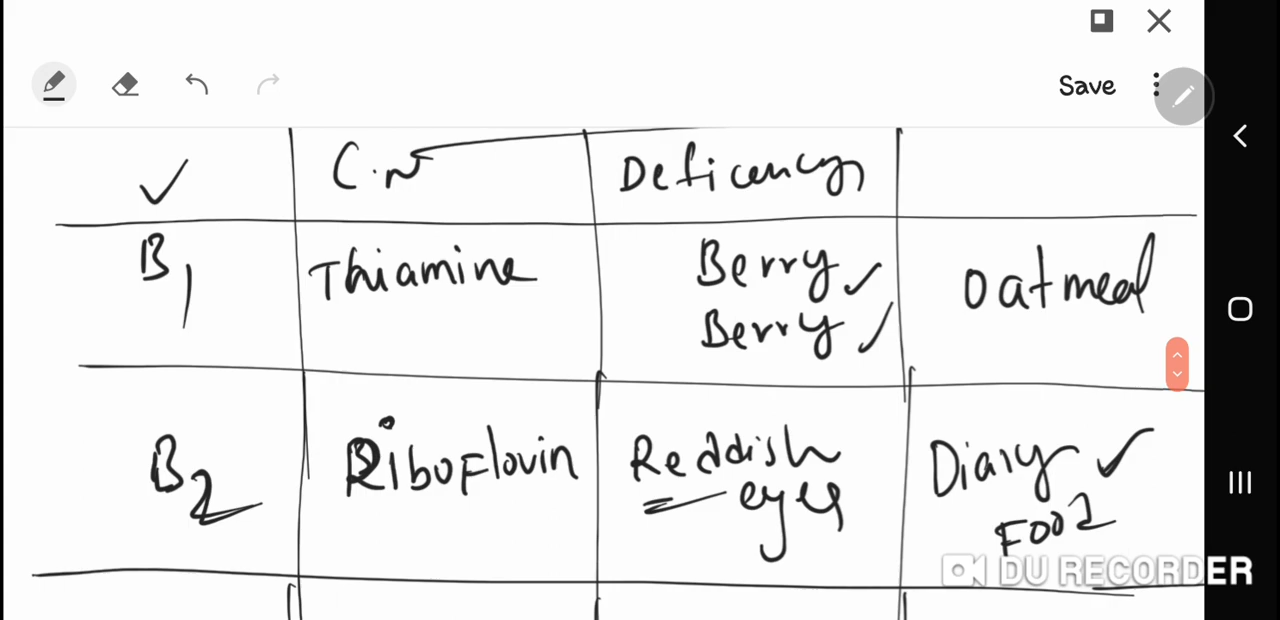 Save
C.N Deficency
B1 Thiamine Berry Oatmeal
Berry
B2 Riboflovin Reddish Diary
eyes Food
DU RECORDER